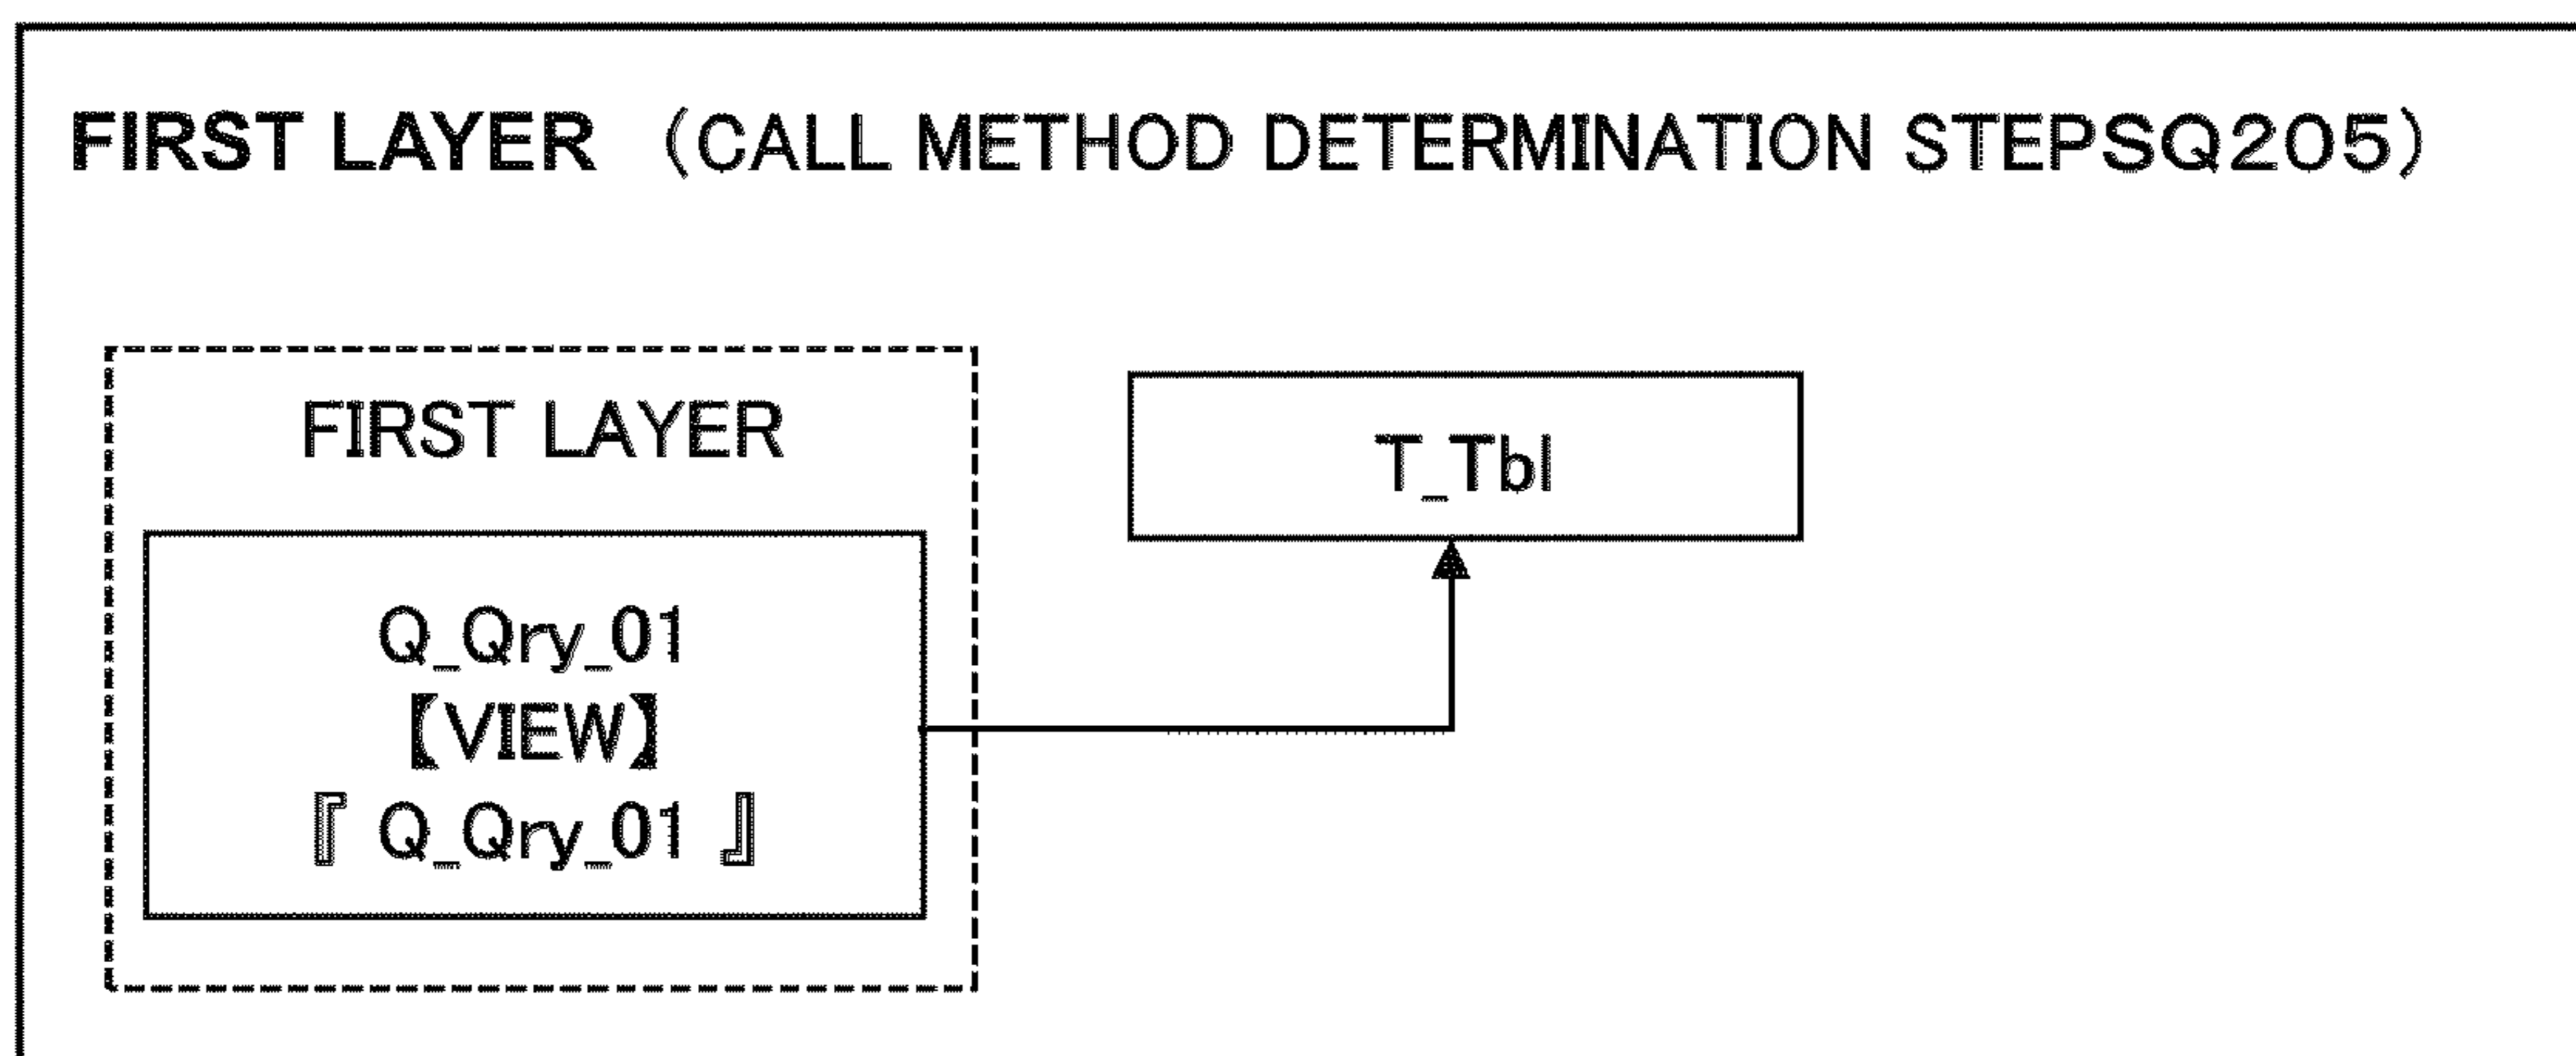 FIRST LAYER （CALL METHOD DETERMINATION STEPSQ205）
FIRST LAYER
T_Tbl
Q_Qry_01
【VIEW】
『 Q_Qry_01 』